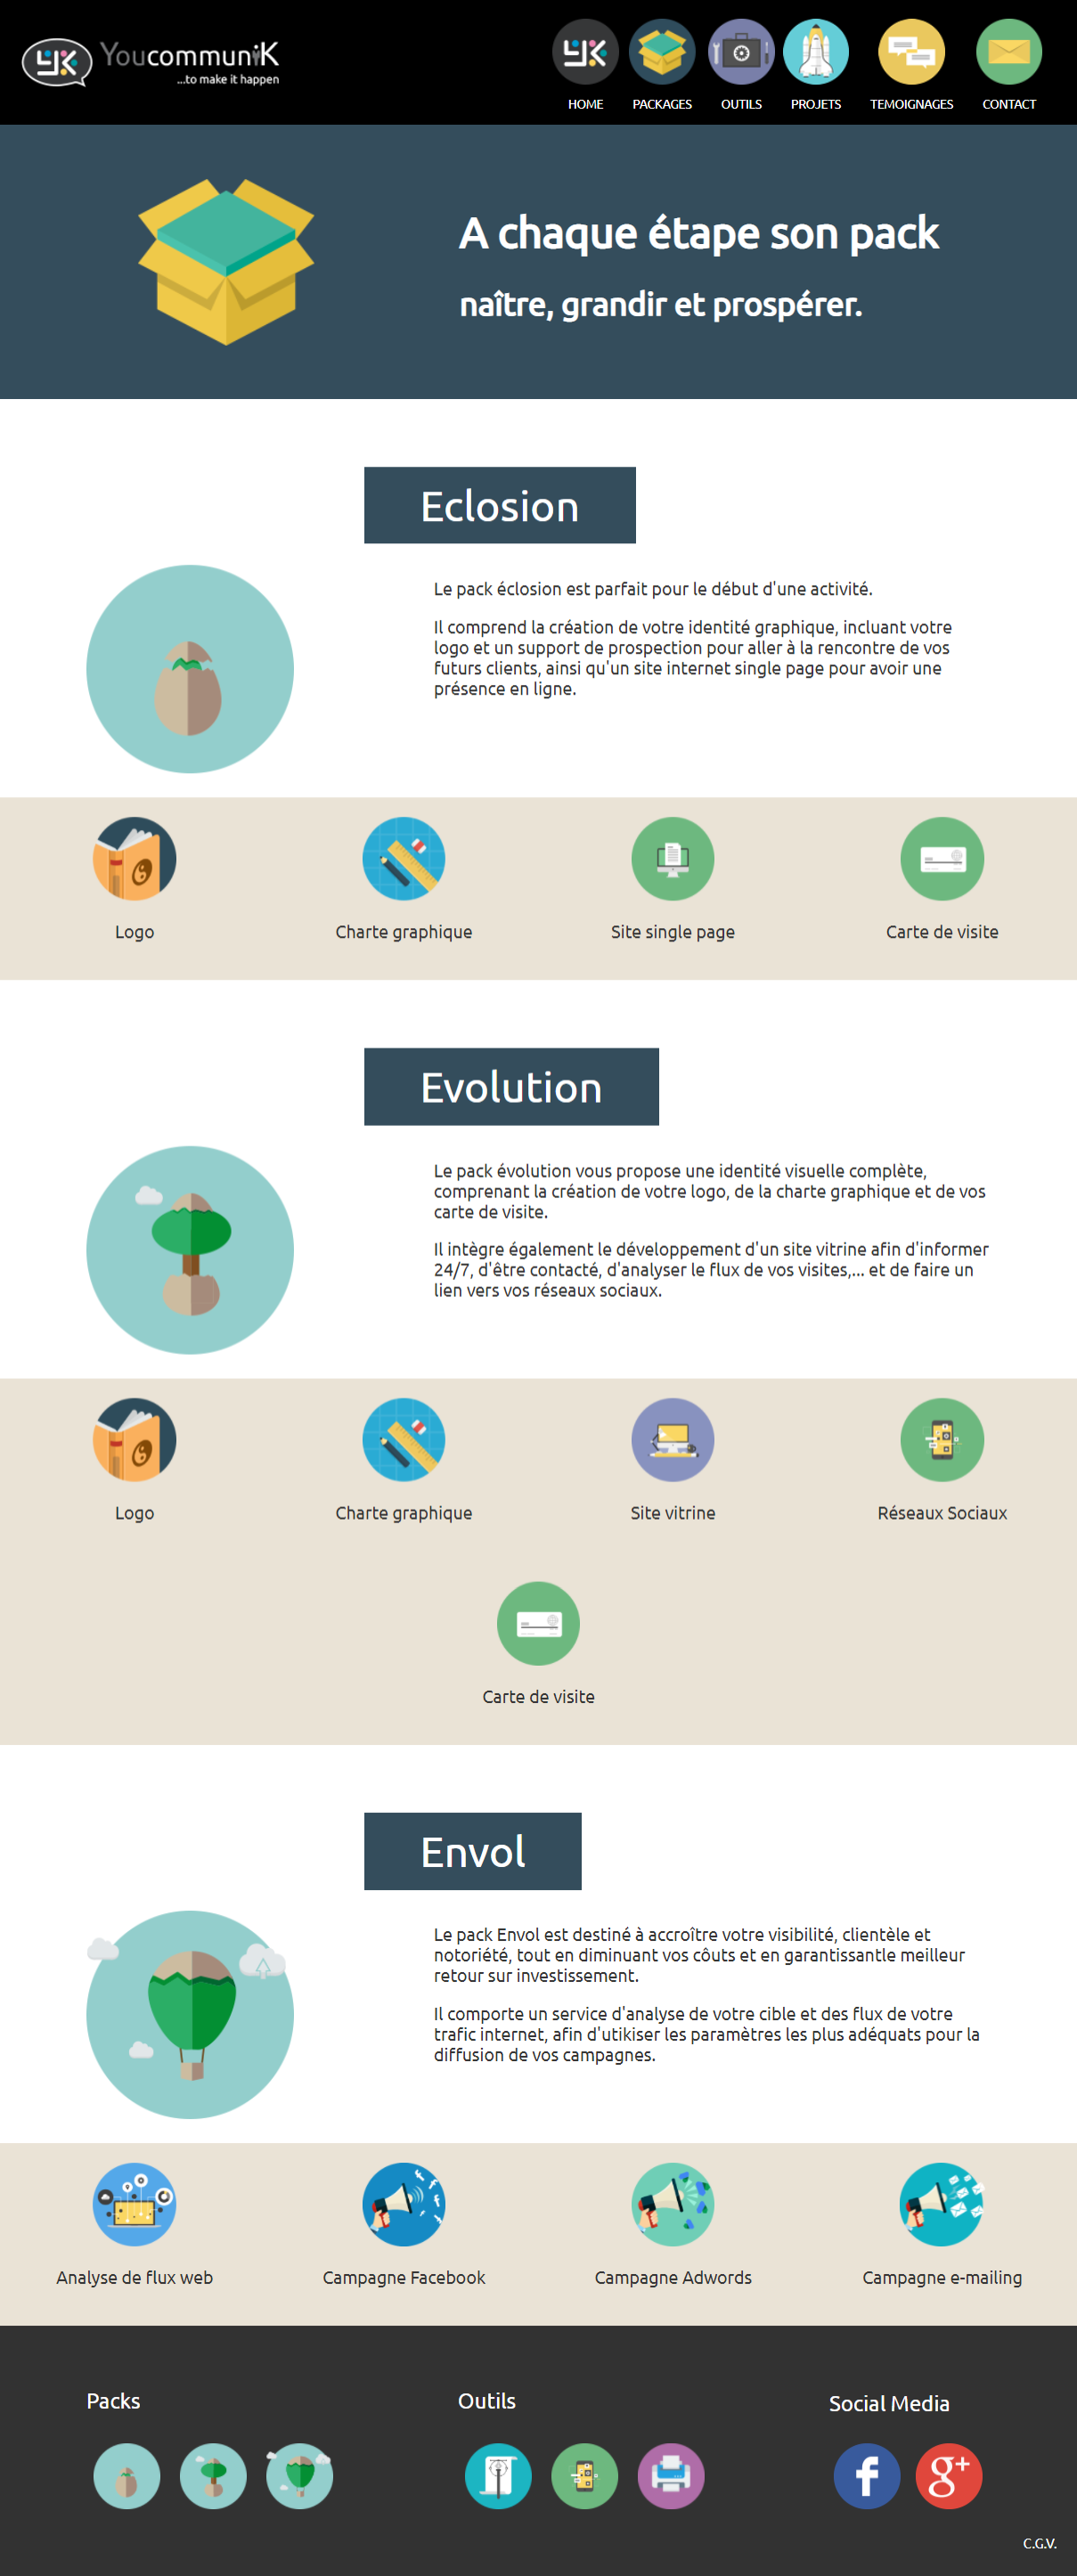 YoucommuniK
...to make it happen
HOME PACKAGES OUTILS PROJETS TEMOIGNAGES CONTACT
A chaque étape son pack
naître, grandir et prospérer.
Eclosion
Le pack éclosion est parfait pour le début d'une activité.
Il comprend la création de votre identité graphique, incluant votre
logo et un support de prospection pour aller à la rencontre de vos
futurs clients, ainsi qu'un site internet single page pour avoir une
présence en ligne.
Logo Charte graphique Site single page Carte de visite
Evolution
Le pack évolution vous propose une identité visuelle complète,
comprenant la création de votre logo, de la charte graphique et de vos
carte de visite.
Il intègre également le développement d'un site vitrine afin d'informer
24/7, d'être contacté, d'analyser le flux de vos visites,... et de faire un
lien vers vos réseaux sociaux.
Logo Charte graphique Site vitrine Réseaux Sociaux
Carte de visite
Envol
Le pack Envol est destiné à accroître votre visibilité, clientèle et
notoriété, tout en diminuant vos côuts et en garantissantle meilleur
retour sur investissement.
Il comporte un service d'analyse de votre cible et des flux de votre
trafic internet, afin d'utikiser les paramètres les plus adéquats pour la
diffusion de vos campagnes.
Analyse de flux web Campagne Facebook Campagne Adwords Campagne e-mailing
Packs Outils Social Media
f g+
C.G.V.